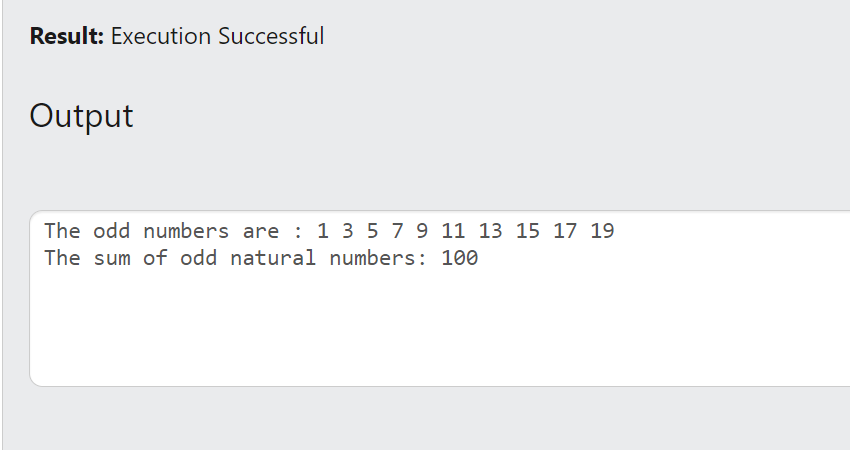 Result: Execution Successful
Output
The odd numbers are : 1 3 5 7 9 11 13 15 17 19
The sum of odd natural numbers: 100